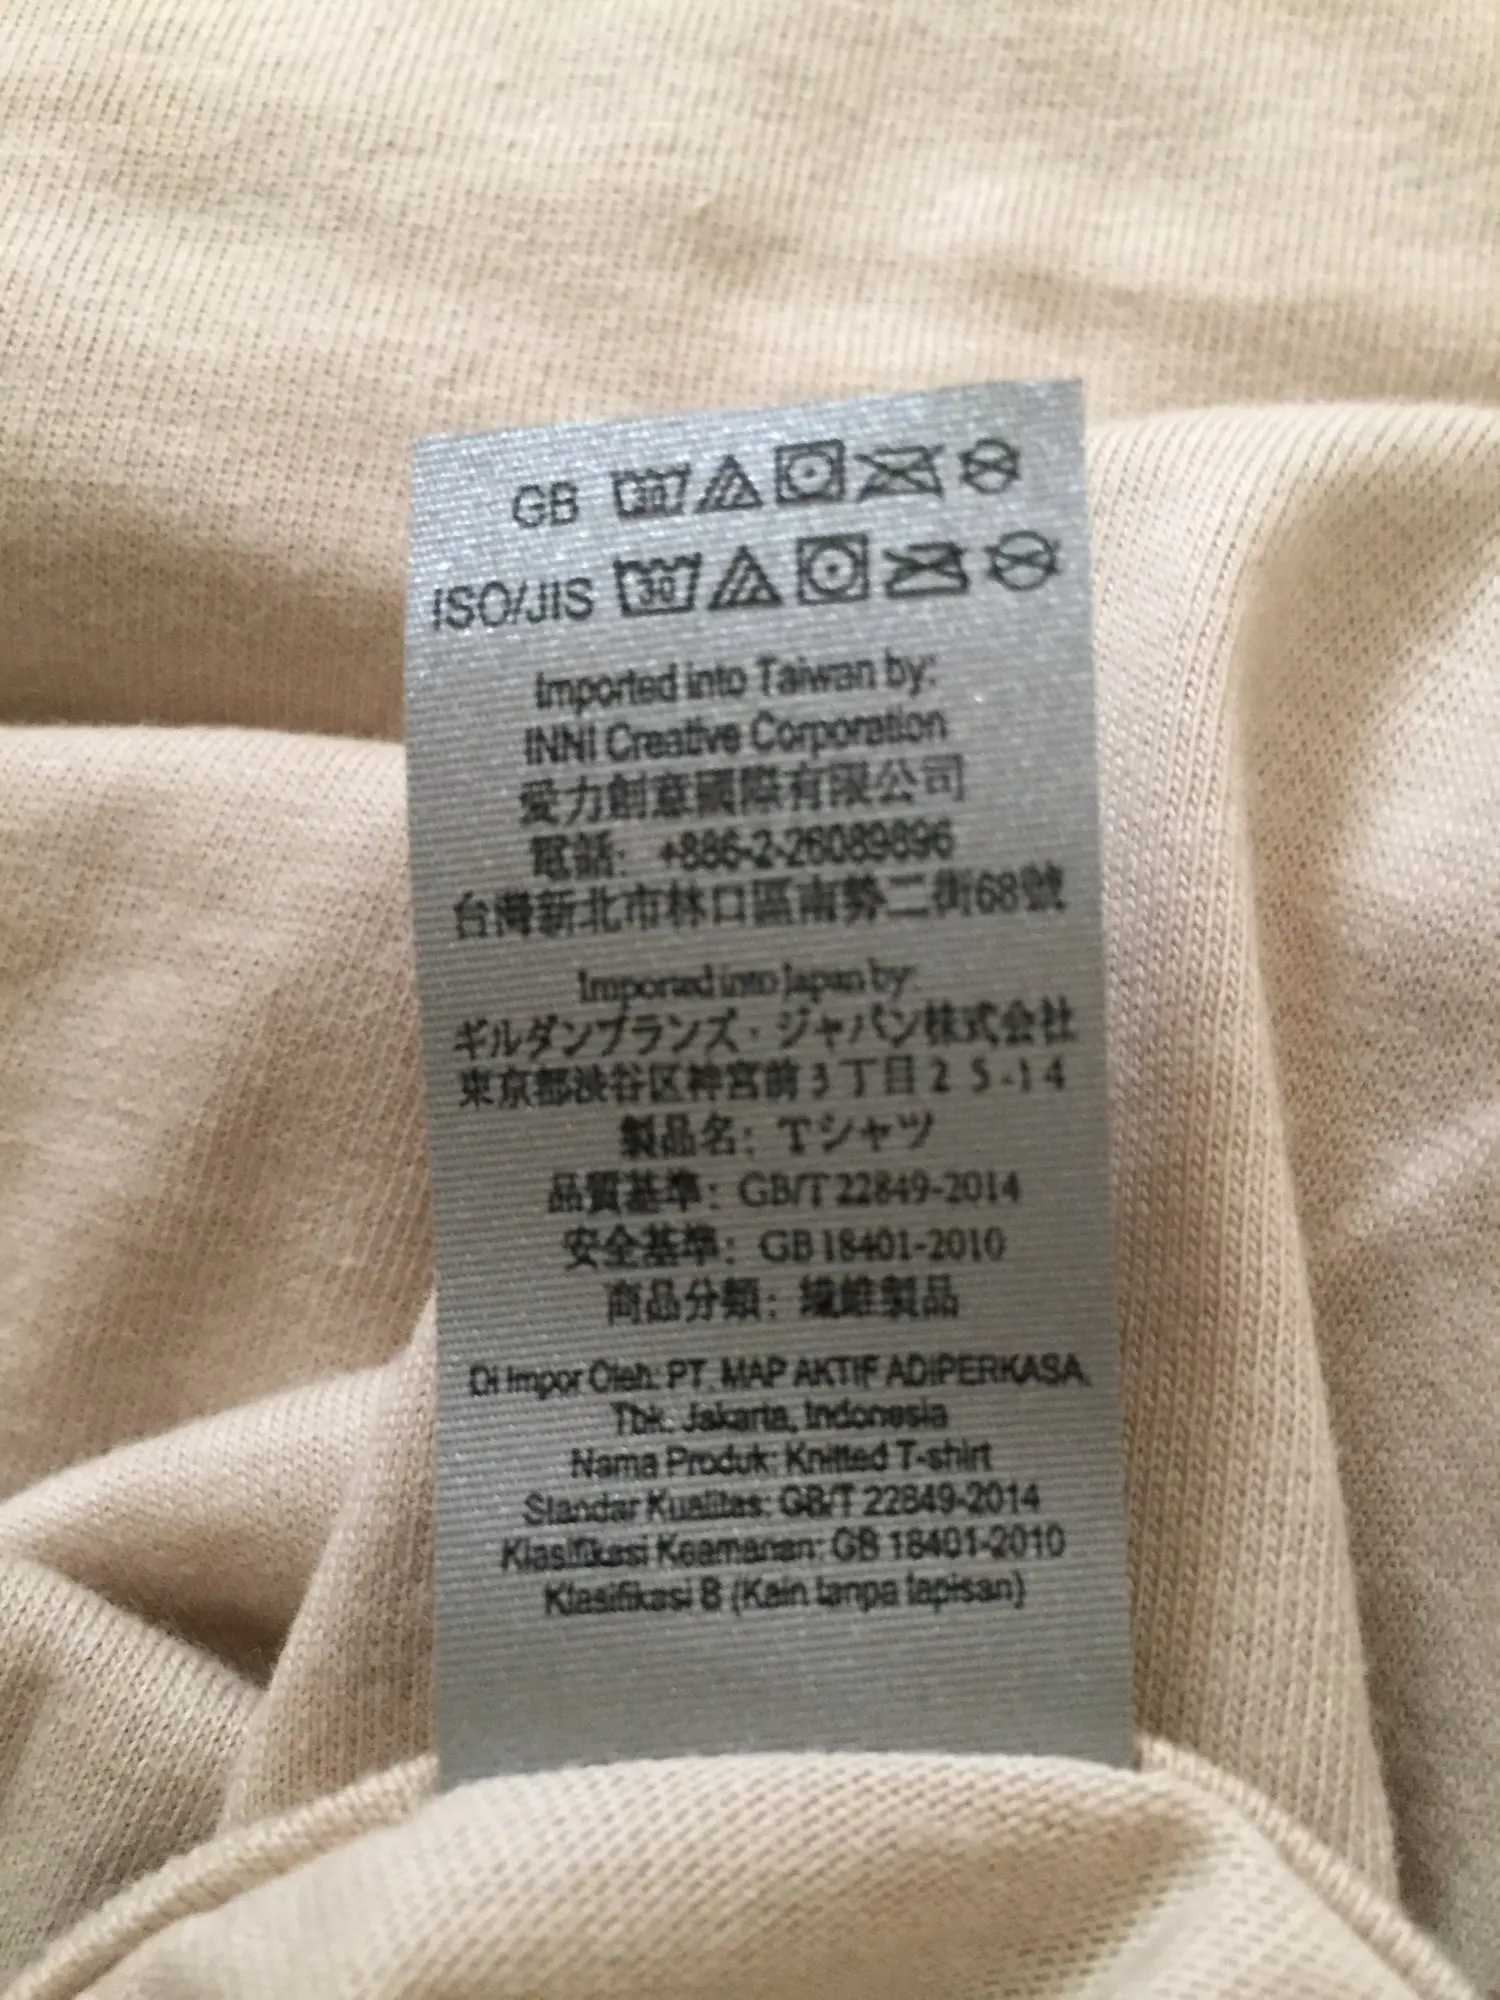 GB 30
ISO/JIS 30
Imported into Taiwan by:
INNI Creative Corporation
愛力創意國際有限公司
電話: +886-2-26089896
台灣新北市林口區南勢二街68號
Imported into Japan by:
ギルダンブランズ・ジャパン株式会社
東京都渋谷区神宮前3丁目25-14
製品名: Tシャツ
品質基準: GB/T 22849-2014
安全基準: GB 18401-2010
商品分類: 繊維製品
Di Impor Oleh: PT. MAP AKTIF ADIPERKASA,
Tbk. Jakarta, Indonesia
Nama Produk: Knitted T-shirt
Standar Kualitas: GB/T 22849-2014
Klasifikasi Keamanan: GB 18401-2010
Klasifikasi B (Kain tanpa lapisan)